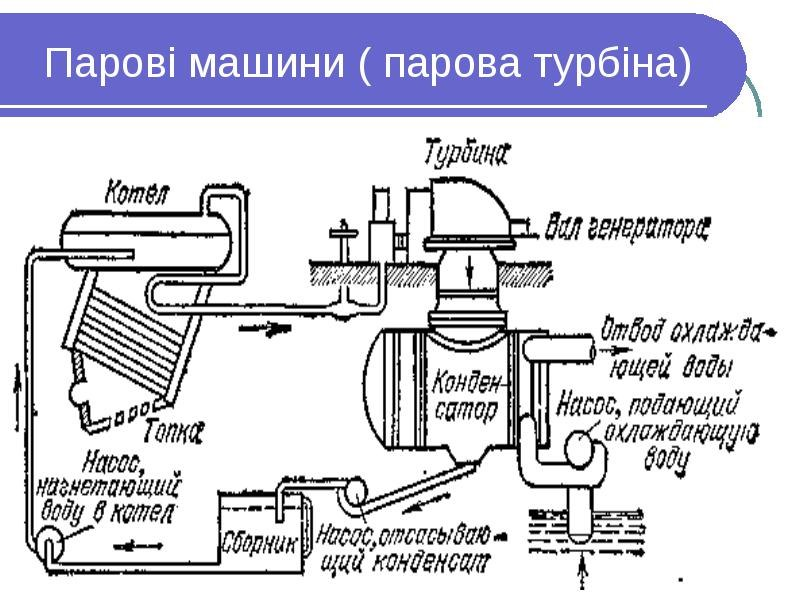 Парові машини ( парова турбіна)
Турбина
Котел
Вал генератора
Отвод охлажда-
ющей воды
Конден-
сатор
Насос, подающий
охлаждающую
воду
Топка
Насос,
нагнетающий
воду в котел
Сборник
Насос, отсасываю-
щий конденсат